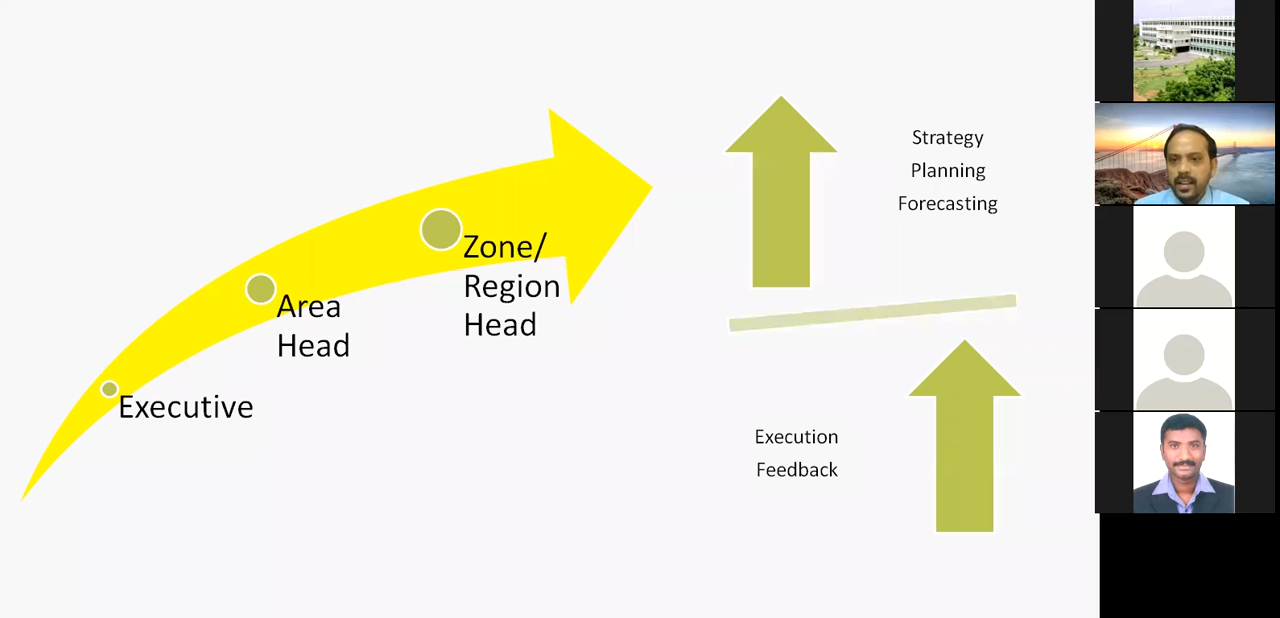 Executive
Area
Head
Zone/
Region
Head
Strategy
Planning
Forecasting
Execution
Feedback